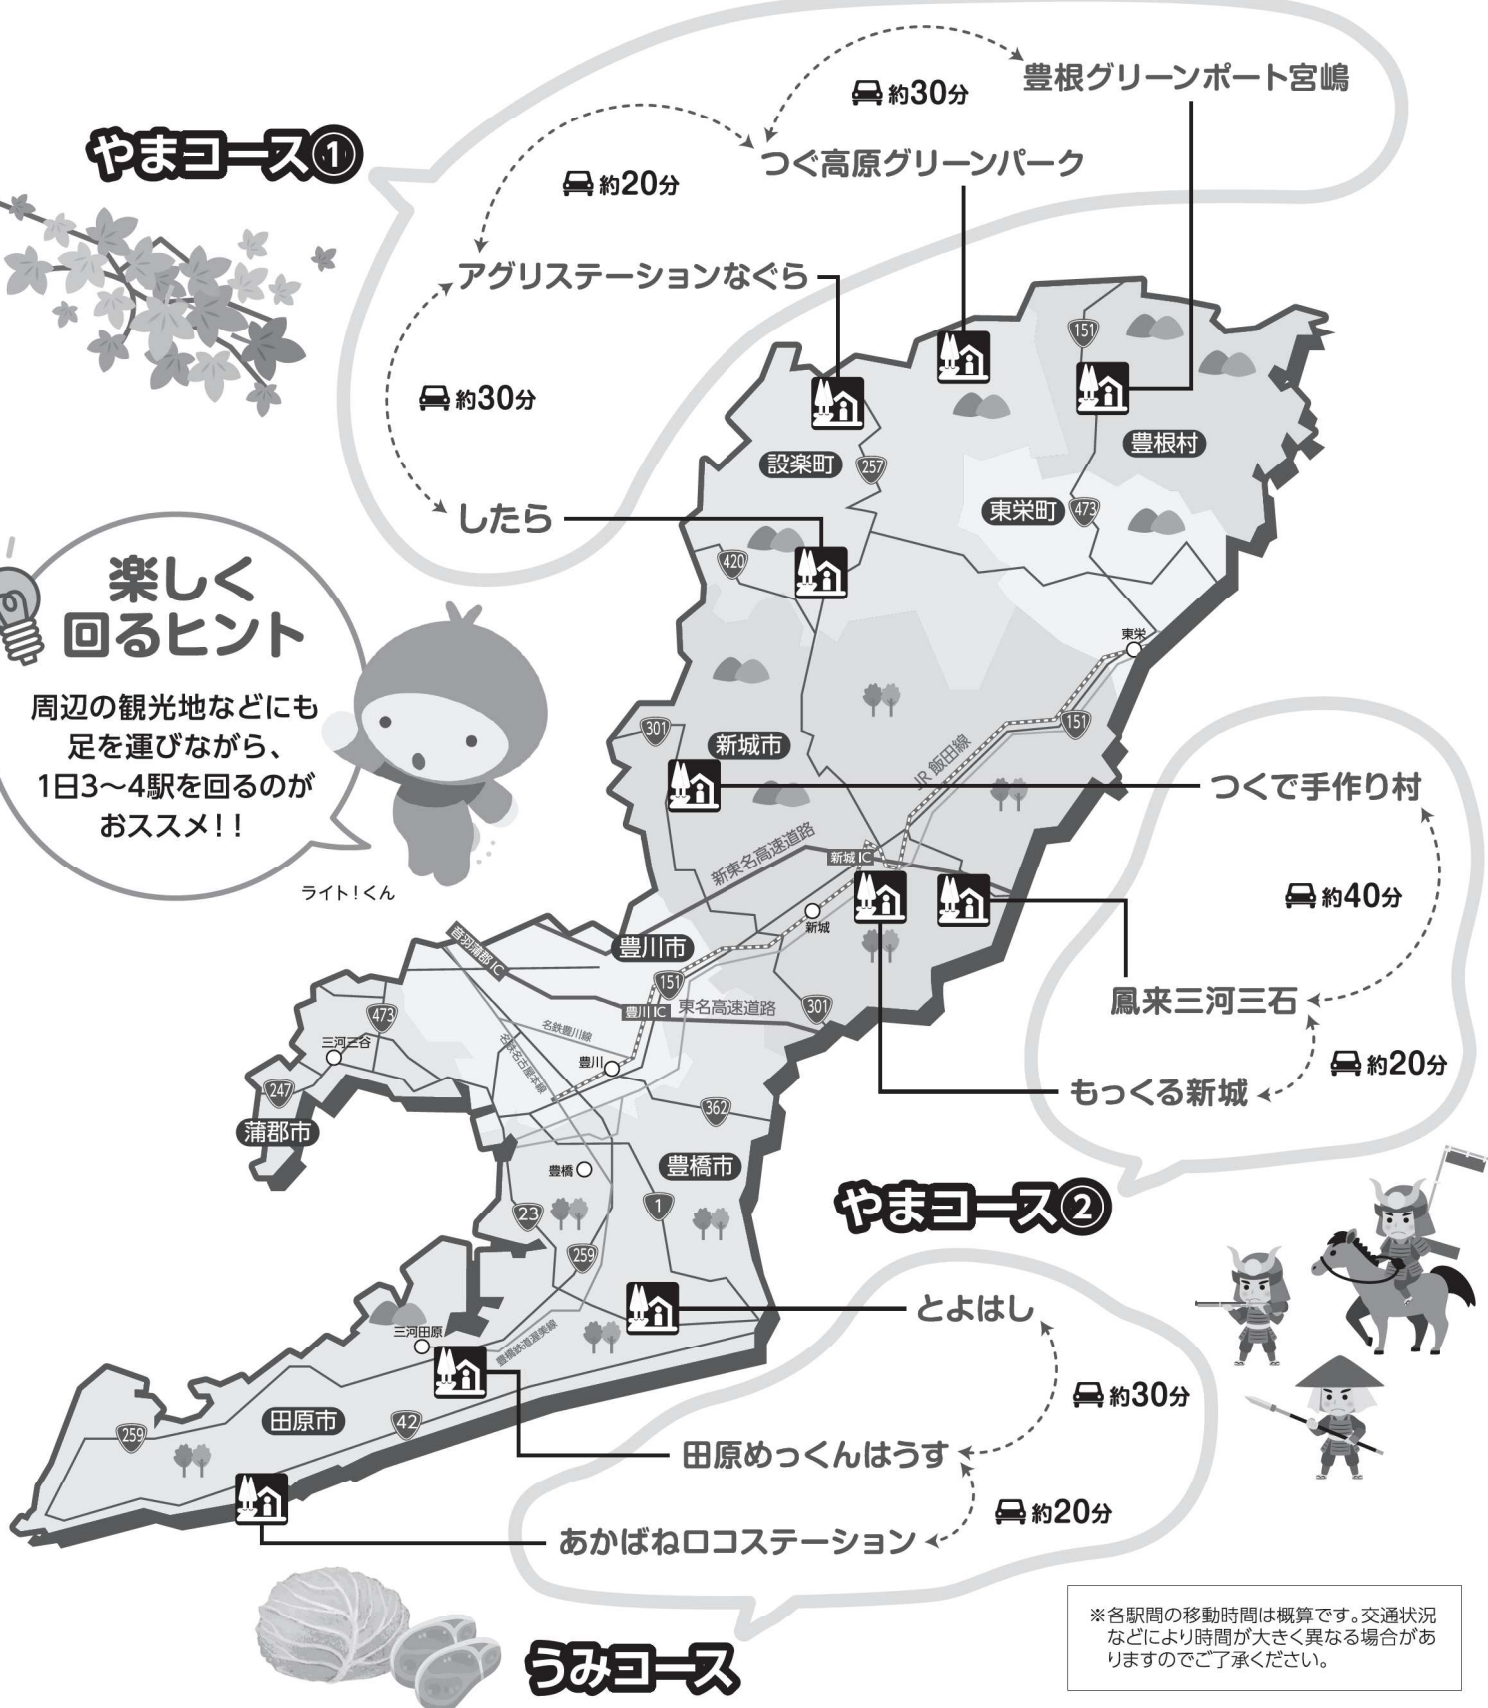 やまコース①
豊根グリーンポート宮嶋
約30分
つぐ高原グリーンパーク
約20分
アグリステーションなぐら
約30分
したら
楽しく
回るヒント
周辺の観光地などにも
足を運びながら、
1日3〜4駅を回るのが
おススメ!!
ライト!くん
151
豊根村
設楽町
257
東栄町
473
420
東栄
301
新城市
151
JR 飯田線
つくで手作り村
約40分
新東名高速道路
新城IC
新城
鳳来三河三石
約20分
もっくる新城
やまコース②
豊川市
音羽蒲郡IC
151
豊川IC
東名高速道路
301
473
三河三谷
名鉄豊川線
名鉄名古屋本線
豊川
247
蒲郡市
362
豊橋
豊橋市
23
1
259
とよはし
約30分
三河田原
豊橋鉄道渥美線
田原市
42
259
田原めっくんはうす
約20分
あかばねロコステーション
うみコース
※各駅間の移動時間は概算です。交通状況
などにより時間が大きく異なる場合があ
りますのでご了承ください。